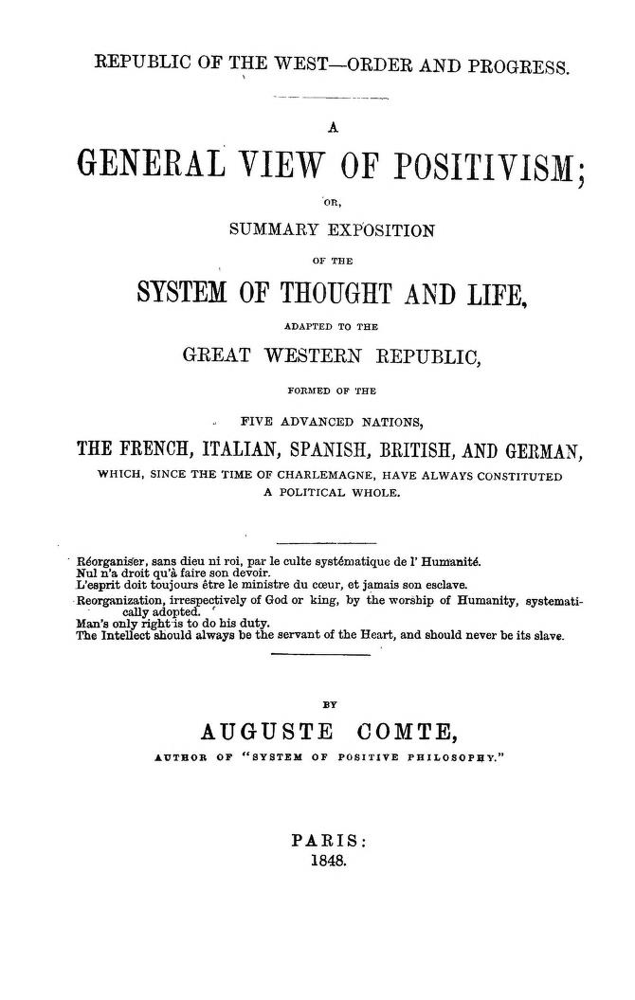 REPUBLIC OF THE WEST—ORDER AND PROGRESS.
A
GENERAL VIEW OF POSITIVISM;
OR,
SUMMARY EXPOSITION
OF THE
SYSTEM OF THOUGHT AND LIFE,
ADAPTED TO THE
GREAT WESTERN REPUBLIC,
FORMED OF THE
FIVE ADVANCED NATIONS,
THE FRENCH, ITALIAN, SPANISH, BRITISH, AND GERMAN,
WHICH, SINCE THE TIME OF CHARLEMAGNE, HAVE ALWAYS CONSTITUTED
A POLITICAL WHOLE.
Réorganiser, sans dieu ni roi, par le culte systématique de l' Humanité.
Nul n'a droit qu'à faire son devoir.
L'esprit doit toujours être le ministre du cœur, et jamais son esclave.
Reorganization, irrespectively of God or king, by the worship of Humanity, systemati-
cally adopted.
Man's only right is to do his duty.
The Intellect should always be the servant of the Heart, and should never be its slave.
BY
AUGUSTE COMTE,
AUTHOR OF "SYSTEM OF POSITIVE PHILOSOPHY."
PARIS:
1848.